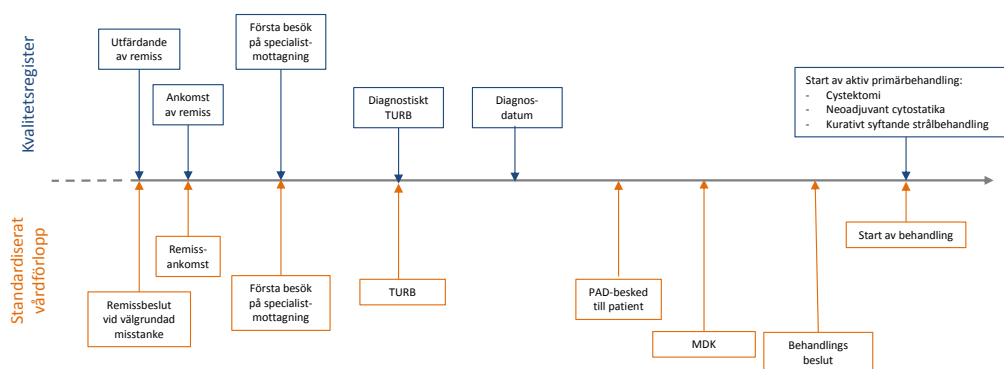 Kvalitetsregister
Utfärdande
av remiss
Ankomst
av remiss
Första besök
på specialist-
mottagning
Diagnostiskt
TURB
Diagnos-
datum
Start av aktiv primärbehandling:
- Cystektomi
- Neoadjuvant cytostatika
- Kurativt syftande strålbehandling
Standardiserat
vårdförlopp
Remissbeslut
vid välgrundad
misstanke
Remiss-
ankomst
Första besök
på specialist-
mottagning
TURB
PAD-besked
till patient
MDK
Behandlings
beslut
Start av behandling